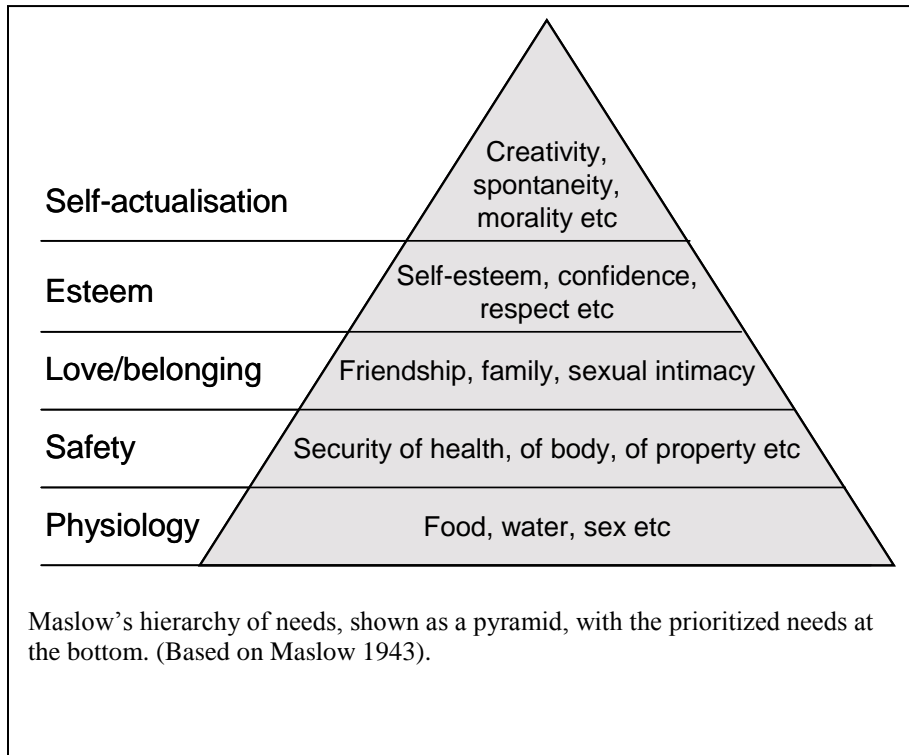 Creativity,
spontaneity,
morality etc
Self-actualisation
Self-esteem, confidence,
respect etc
Esteem
Love/belonging
Friendship, family, sexual intimacy
Safety
Security of health, of body, of property etc
Physiology
Food, water, sex etc
Maslow’s hierarchy of needs, shown as a pyramid, with the prioritized needs at
the bottom. (Based on Maslow 1943).